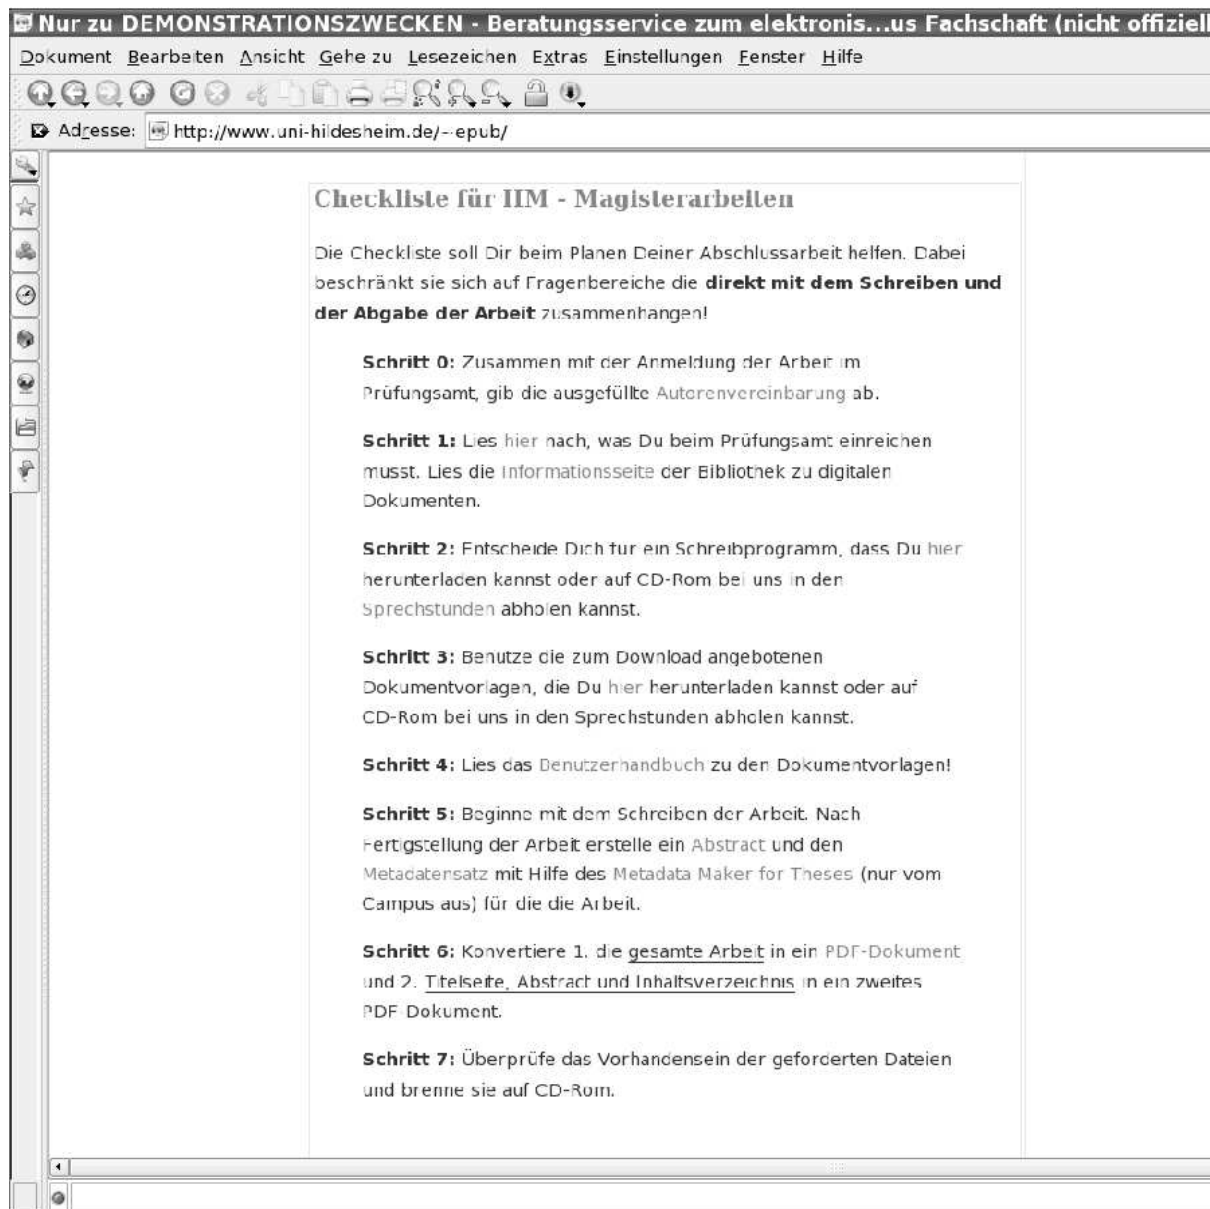 Nur zu DEMONSTRATIONSZWECKEN - Beratungsservice zum elektronis...us Fachschaft (nicht offiziell
Dokument Bearbeiten Ansicht Gehe zu Lesezeichen Extras Einstellungen Fenster Hilfe
Adresse: http://www.uni-hildesheim.de/~epub/
Checkliste für IIM - Magisterarbeiten
Die Checkliste soll Dir beim Planen Deiner Abschlussarbeit helfen. Dabei
beschränkt sie sich auf Fragenbereiche die direkt mit dem Schreiben und
der Abgabe der Arbeit zusammenhangen!
Schritt 0: Zusammen mit der Anmeldung der Arbeit im
Prüfungsamt, gib die ausgefüllte Autorenvereinbarung ab.
Schritt 1: Lies hier nach, was Du beim Prüfungsamt einreichen
musst. Lies die Informationsseite der Bibliothek zu digitalen
Dokumenten.
Schritt 2: Entscheide Dich für ein Schreibprogramm, dass Du hier
herunterladen kannst oder auf CD-Rom bei uns in den
Sprechstunden abholen kannst.
Schritt 3: Benutze die zum Download angebotenen
Dokumentvorlagen, die Du hier herunterladen kannst oder auf
CD-Rom bei uns in den Sprechstunden abholen kannst.
Schritt 4: Lies das Benutzerhandbuch zu den Dokumentvorlagen!
Schritt 5: Beginne mit dem Schreiben der Arbeit. Nach
Fertigstellung der Arbeit erstelle ein Abstract und den
Metadatensatz mit Hilfe des Metadata Maker for Theses (nur vom
Campus aus) für die die Arbeit.
Schritt 6: Konvertiere 1. die gesamte Arbeit in ein PDF-Dokument
und 2. Titelseite, Abstract und Inhaltsverzeichnis in ein zweites
PDF-Dokument.
Schritt 7: Überprüfe das Vorhandensein der geforderten Dateien
und brenne sie auf CD-Rom.